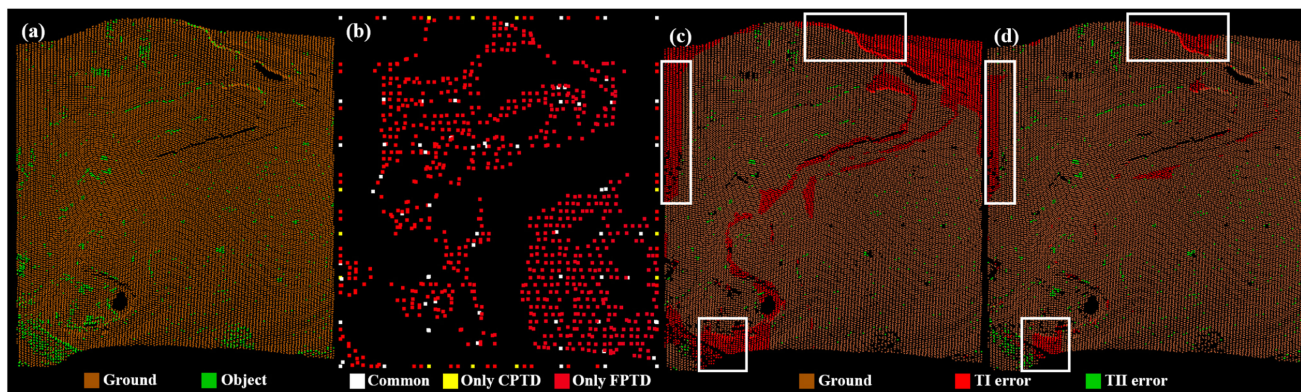 (a) (b) (c) (d)
Ground Object Common Only CPTD Only FPTD Ground TI error TII error